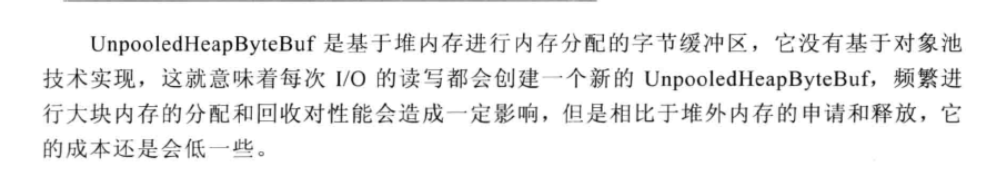 UnpooledHeapByteBuf 是基于堆内存进行内存分配的字节缓冲区，它没有基于对象池
技术实现，这就意味着每次 I/O 的读写都会创建一个新的 UnpooledHeapByteBuf，频繁进
行大块内存的分配和回收对性能会造成一定影响，但是相比于堆外内存的申请和释放，它
的成本还是会低一些。